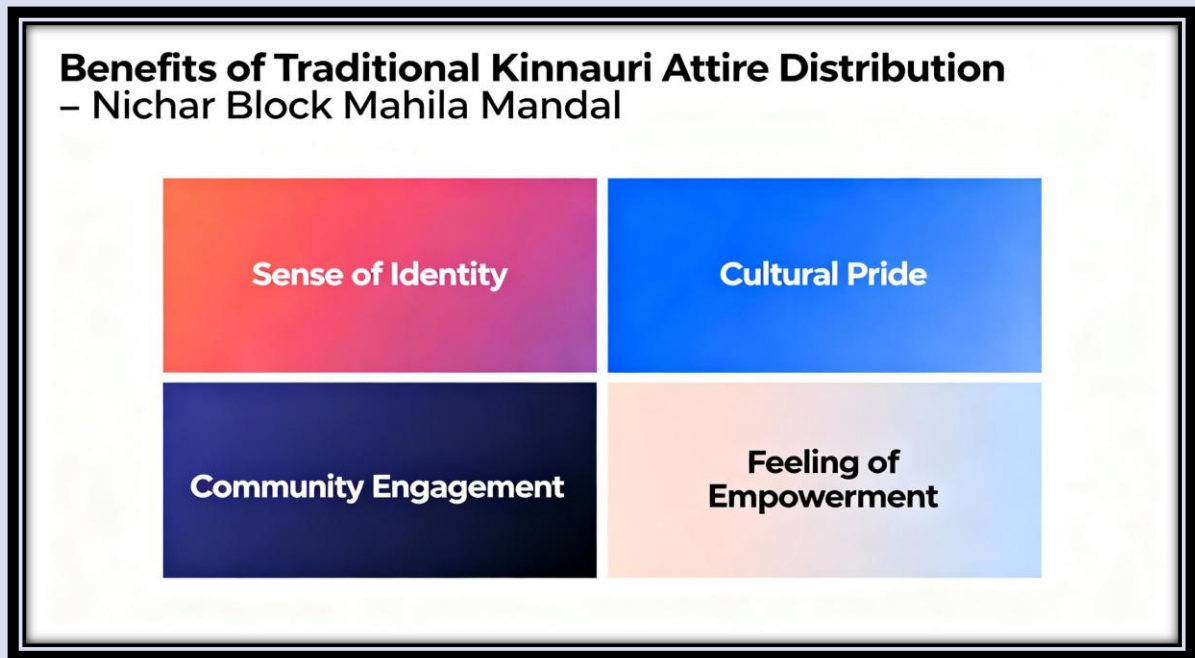 Benefits of Traditional Kinnauri Attire Distribution
– Nichar Block Mahila Mandal
Sense of Identity
Cultural Pride
Community Engagement
Feeling of
Empowerment